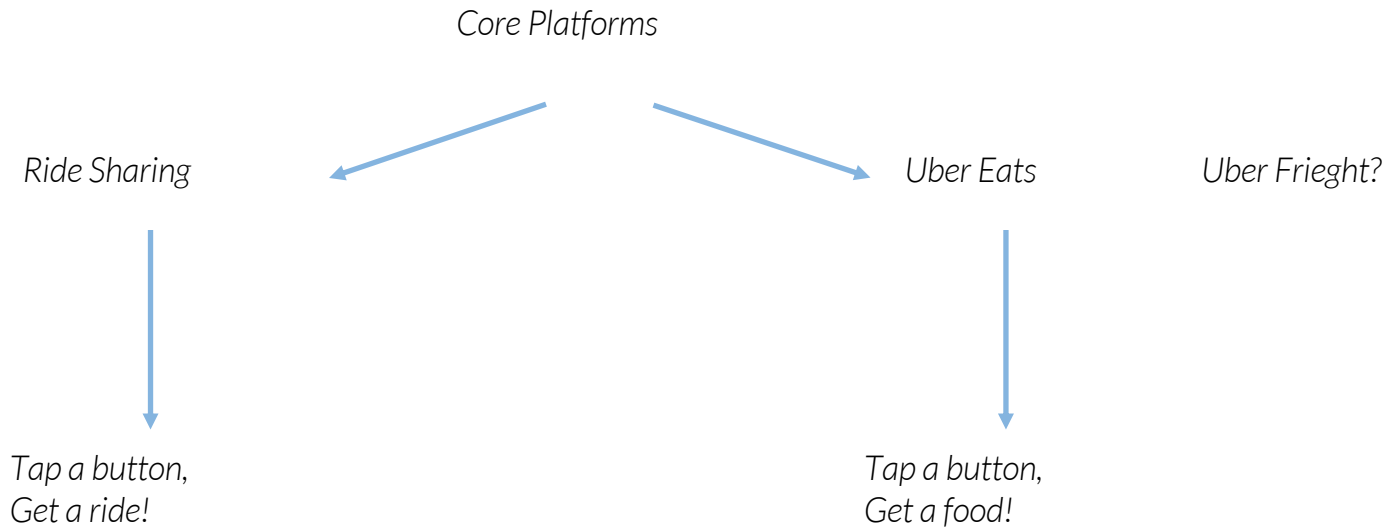 Core Platforms
Ride Sharing
Uber Eats
Uber Frieght?
Tap a button,
Get a ride!
Tap a button,
Get a food!